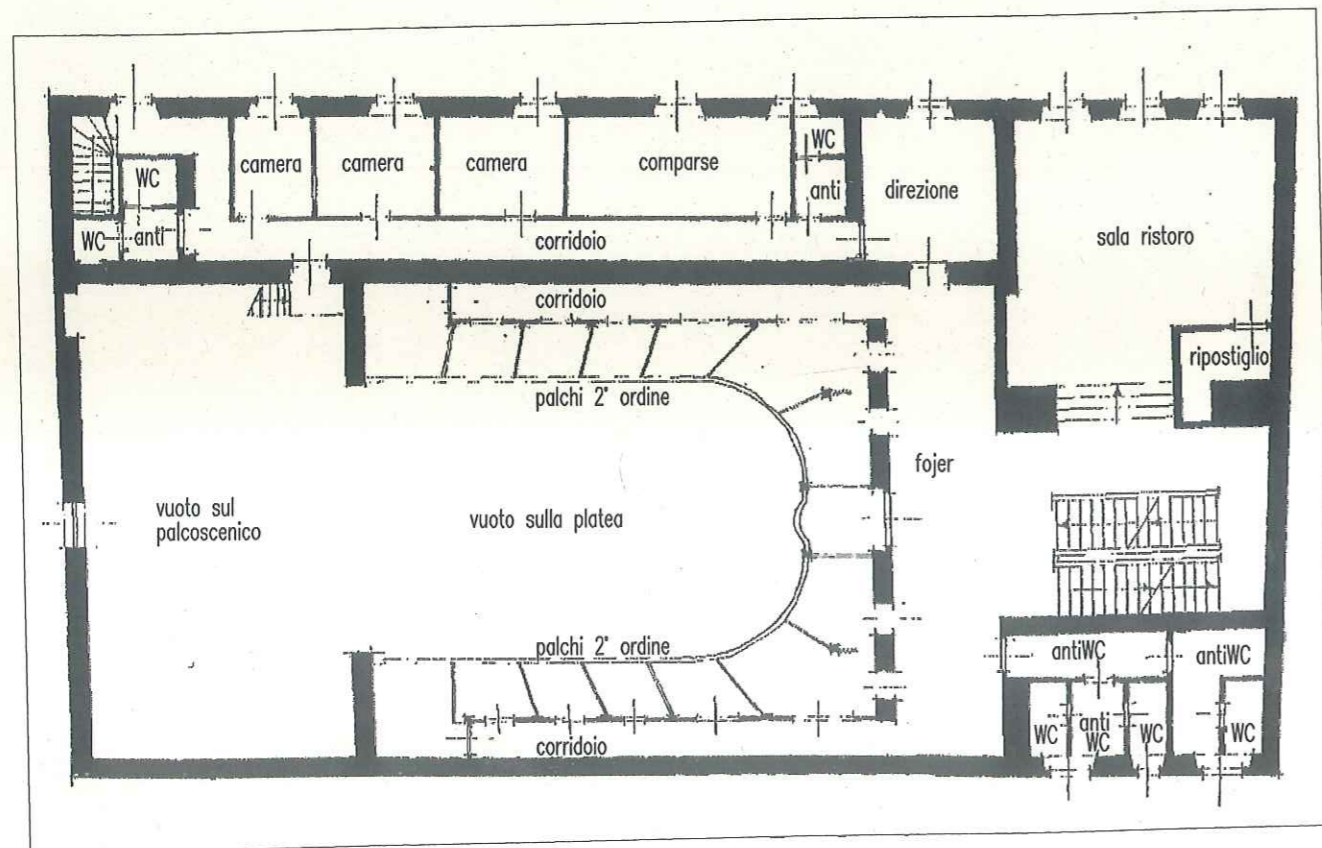 camera
camera
camera
comparse
WC
anti
direzione
sala ristoro
WC
WC
anti
corridoio
corridoio
ripostiglio
palchi 2° ordine
fojer
vuoto sul
palcoscenico
vuoto sulla platea
palchi 2° ordine
corridoio
antiWC
antiWC
WC
anti
WC
WC
WC